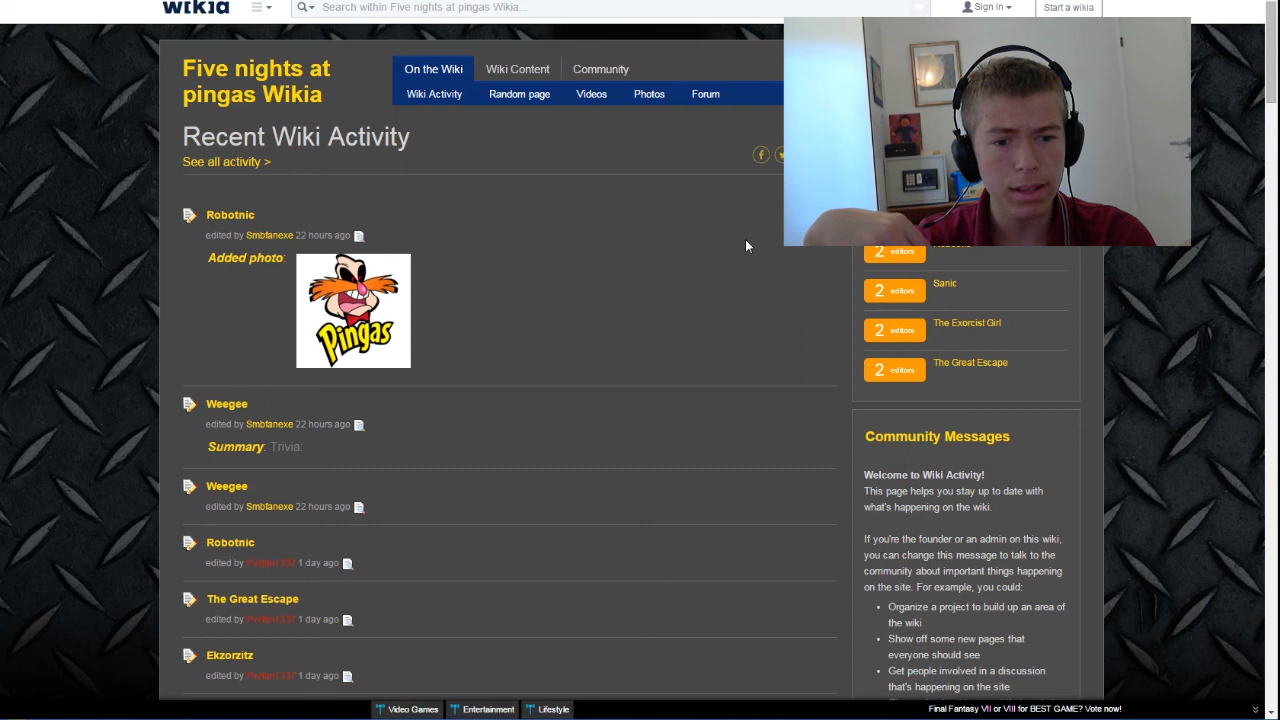 wikia
Search within Five nights at pingas Wikia...
Sign in
Start a wikia
Five nights at
pingas Wikia
On the Wiki
Wiki Content
Community
Wiki Activity
Random page
Videos
Photos
Forum
Recent Wiki Activity
See all activity >
Robotnic
edited by Smbfanexe 22 hours ago
Added photo:
Pingas
Weegee
edited by Smbfanexe 22 hours ago
Summary: Trivia:
Weegee
edited by Smbfanexe 22 hours ago
Robotnic
edited by 1 day ago
The Great Escape
edited by 1 day ago
Ekzorzitz
edited by 1 day ago
2 editors
2 editors Sanic
2 editors The Exorcist Girl
2 editors The Great Escape
Community Messages
Welcome to Wiki Activity!
This page helps you stay up to date with
what's happening on the wiki.
If you're the founder or an admin on this wiki,
you can change this message to talk to the
community about important things happening
on the site. For example, you could:
• Organize a project to build up an area of
the wiki
• Show off some new pages that
everyone should see
• Get people involved in a discussion
that's happening on the site
Video Games
Entertainment
Lifestyle
Final Fantasy VII or VIII for BEST GAME? Vote now!